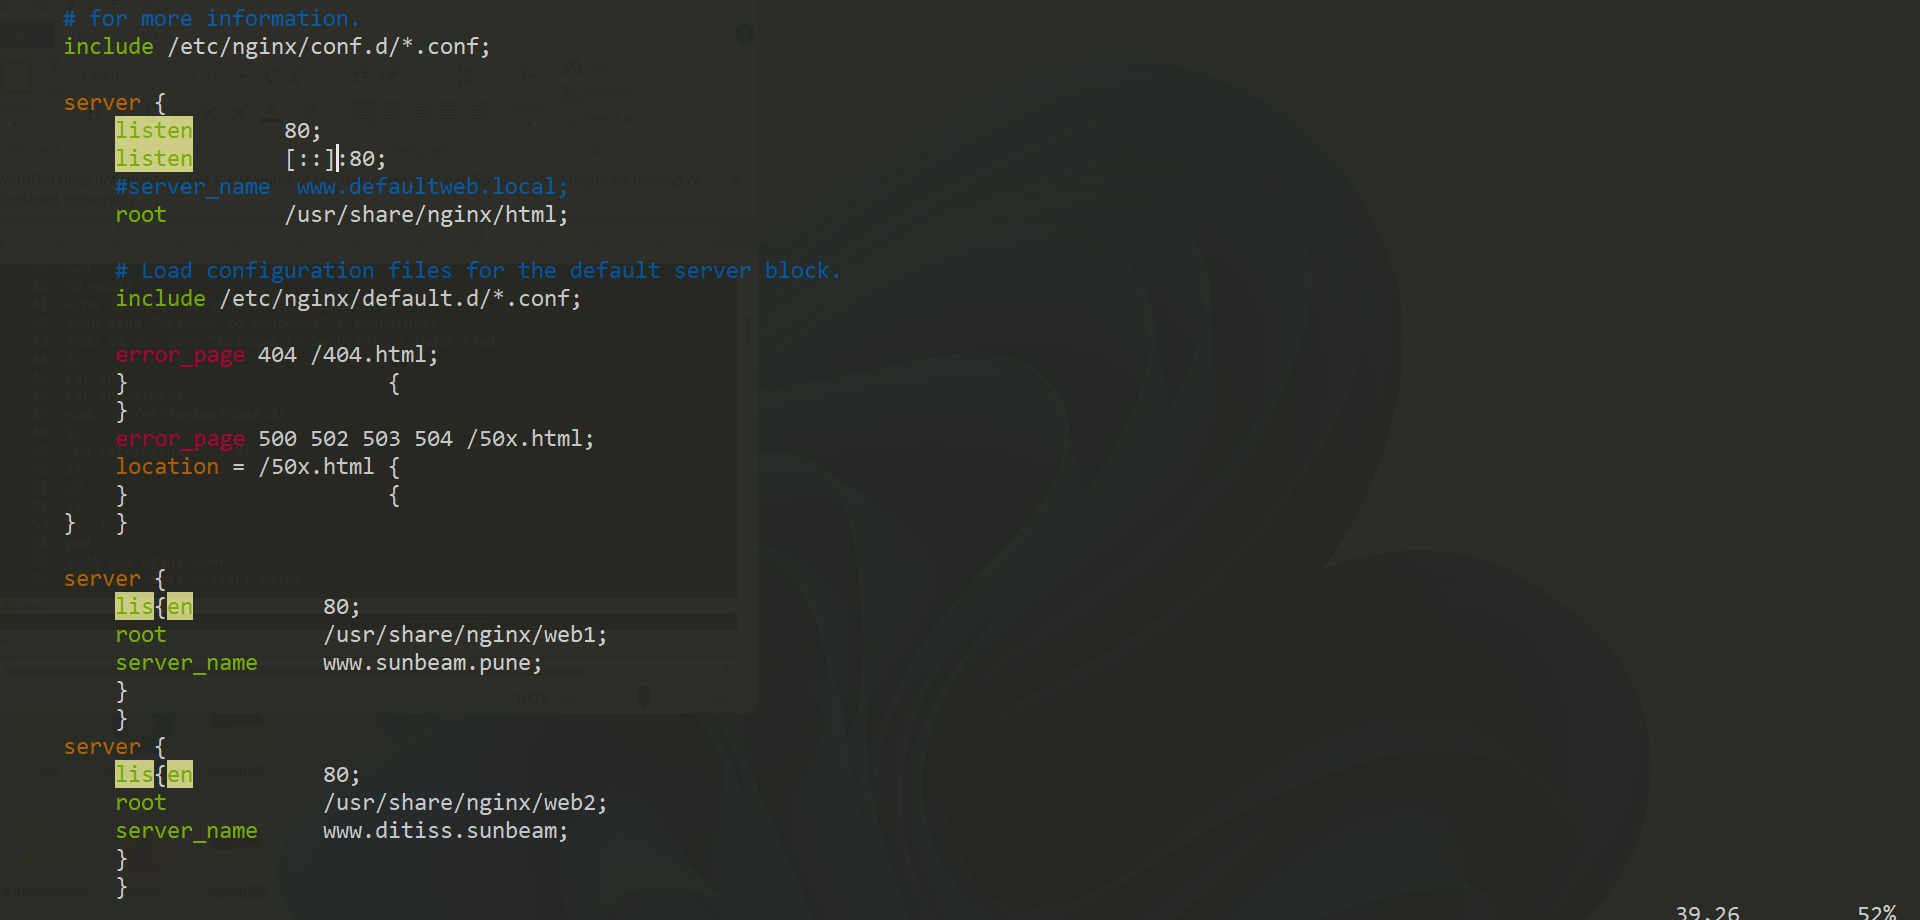 # for more information.
include /etc/nginx/conf.d/*.conf;
server {
listen 80;
listen [::]:80;
#server_name www.defaultweb.local;
root /usr/share/nginx/html;
# Load configuration files for the default server block.
include /etc/nginx/default.d/*.conf;
error_page 404 /404.html;
} {
}
error_page 500 502 503 504 /50x.html;
location = /50x.html {
} {
} }
server {
lis{en 80;
root /usr/share/nginx/web1;
server_name www.sunbeam.pune;
}
}
server {
lis{en 80;
root /usr/share/nginx/web2;
server_name www.ditiss.sunbeam;
}
}
39,26 52%